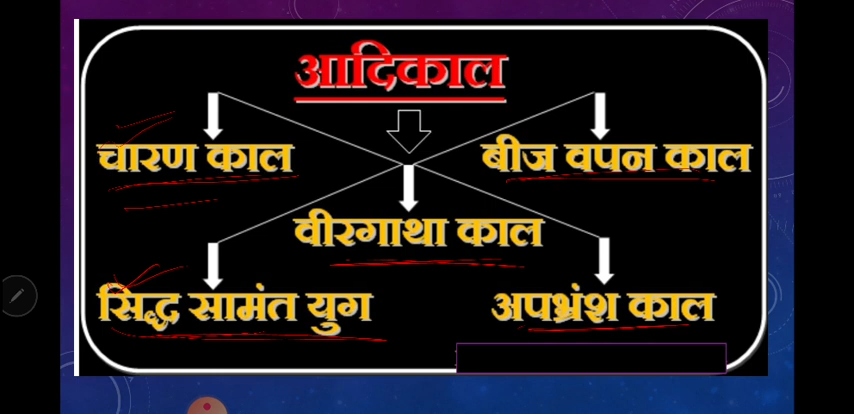 आदिकाल
चारण काल
बीज वपन काल
वीरगाथा काल
सिद्ध सामंत युग
अपभ्रंश काल